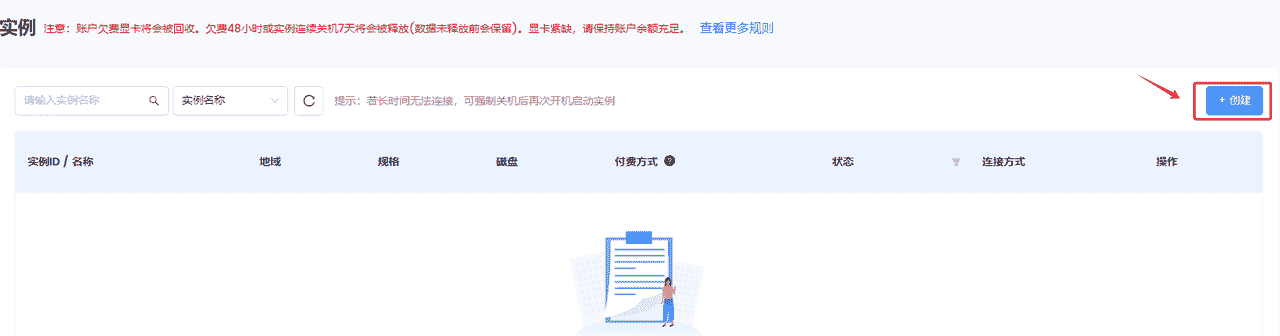 实例 注意：账户欠费显卡将会被回收。欠费48小时或实例连续关机7天将会被释放(数据未释放前会保留)。显卡紧缺，请保持账户余额充足。 查看更多规则
请输入实例名称 实例名称 提示：若长时间无法连接，可强制关机后再次开机启动实例 + 创建
实例ID / 名称 地域 规格 磁盘 付费方式 ? 状态 连接方式 操作